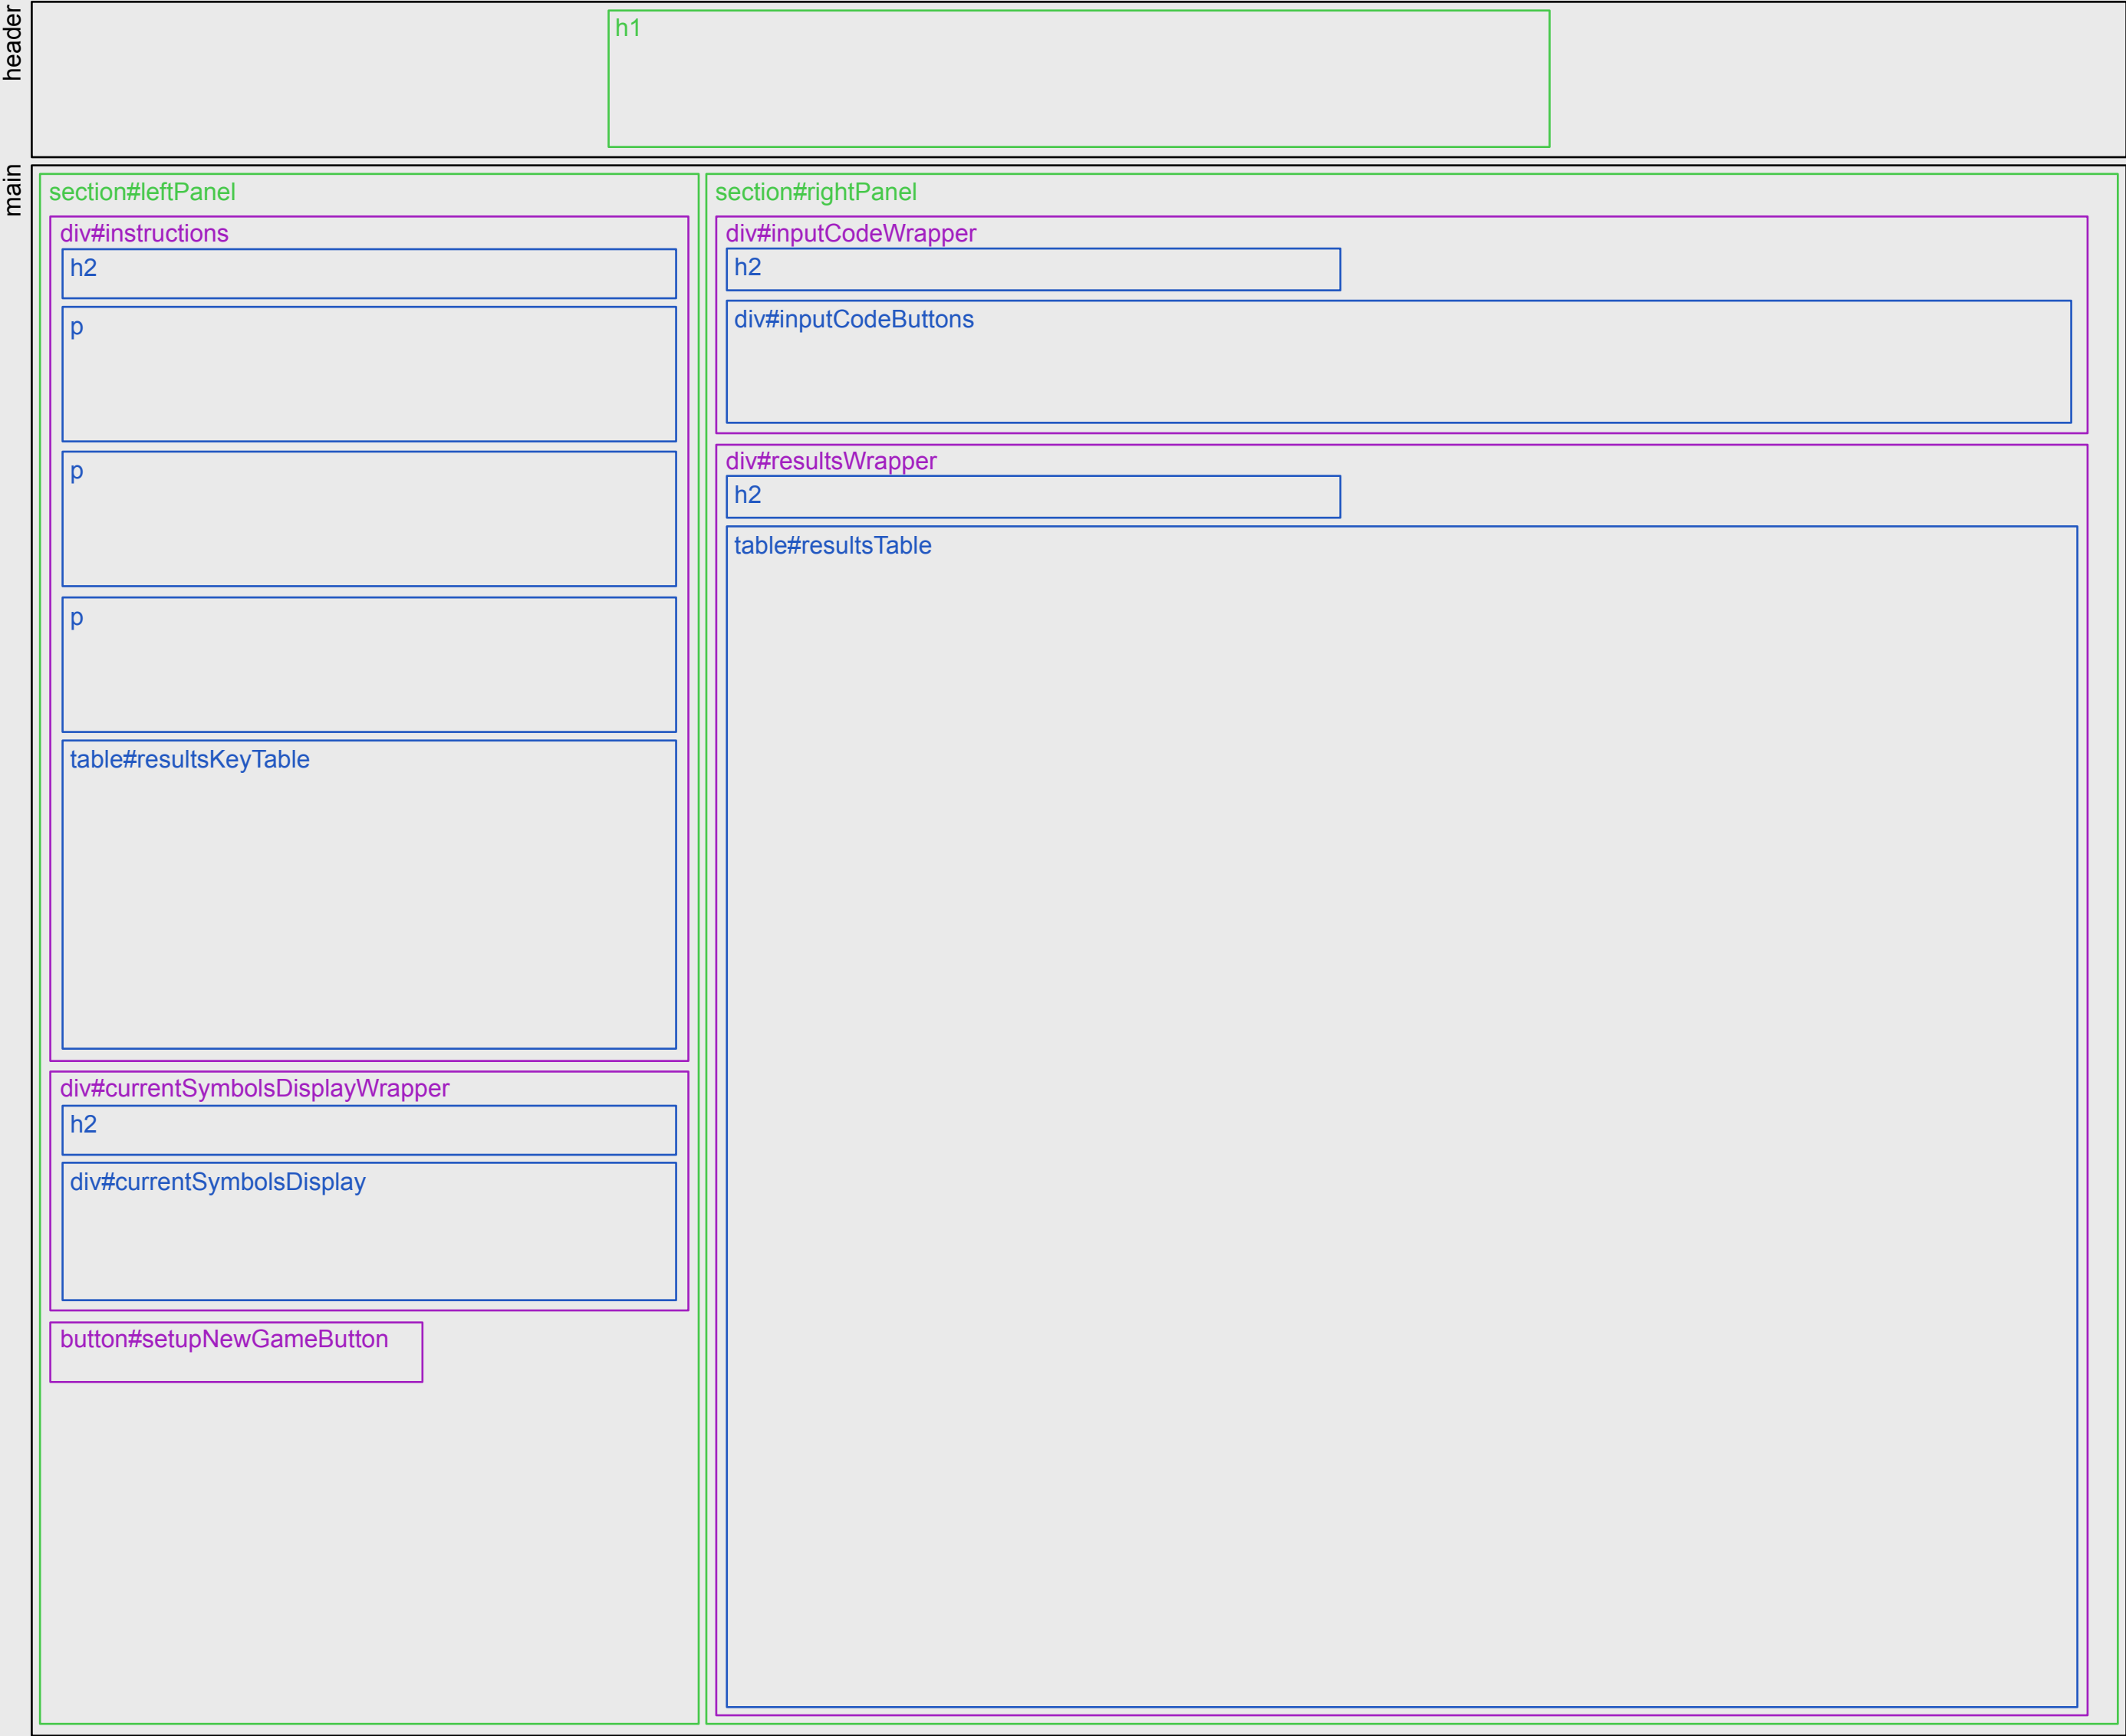 header
h1
main
section#leftPanel
div#instructions
h2
p
p
p
table#resultsKeyTable
div#currentSymbolsDisplayWrapper
h2
div#currentSymbolsDisplay
button#setupNewGameButton
section#rightPanel
div#inputCodeWrapper
h2
div#inputCodeButtons
div#resultsWrapper
h2
table#resultsTable